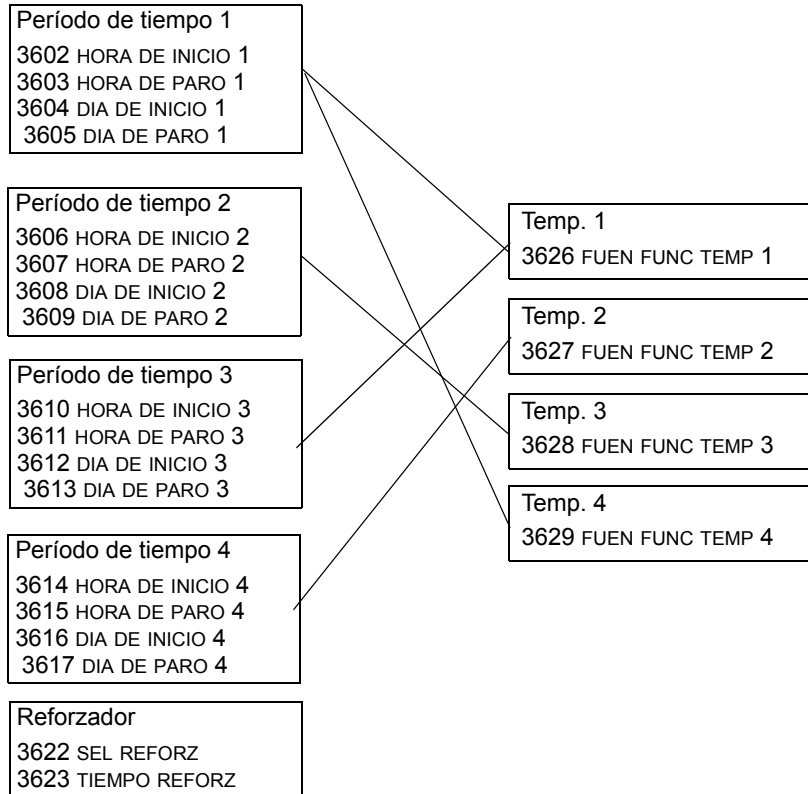 Período de tiempo 1
3602 HORA DE INICIO 1
3603 HORA DE PARO 1
3604 DIA DE INICIO 1
3605 DIA DE PARO 1
Período de tiempo 2
3606 HORA DE INICIO 2
3607 HORA DE PARO 2
3608 DIA DE INICIO 2
3609 DIA DE PARO 2
Período de tiempo 3
3610 HORA DE INICIO 3
3611 HORA DE PARO 3
3612 DIA DE INICIO 3
3613 DIA DE PARO 3
Período de tiempo 4
3614 HORA DE INICIO 4
3615 HORA DE PARO 4
3616 DIA DE INICIO 4
3617 DIA DE PARO 4
Reforzador
3622 SEL REFORZ
3623 TIEMPO REFORZ
Temp. 1
3626 FUEN FUNC TEMP 1
Temp. 2
3627 FUEN FUNC TEMP 2
Temp. 3
3628 FUEN FUNC TEMP 3
Temp. 4
3629 FUEN FUNC TEMP 4